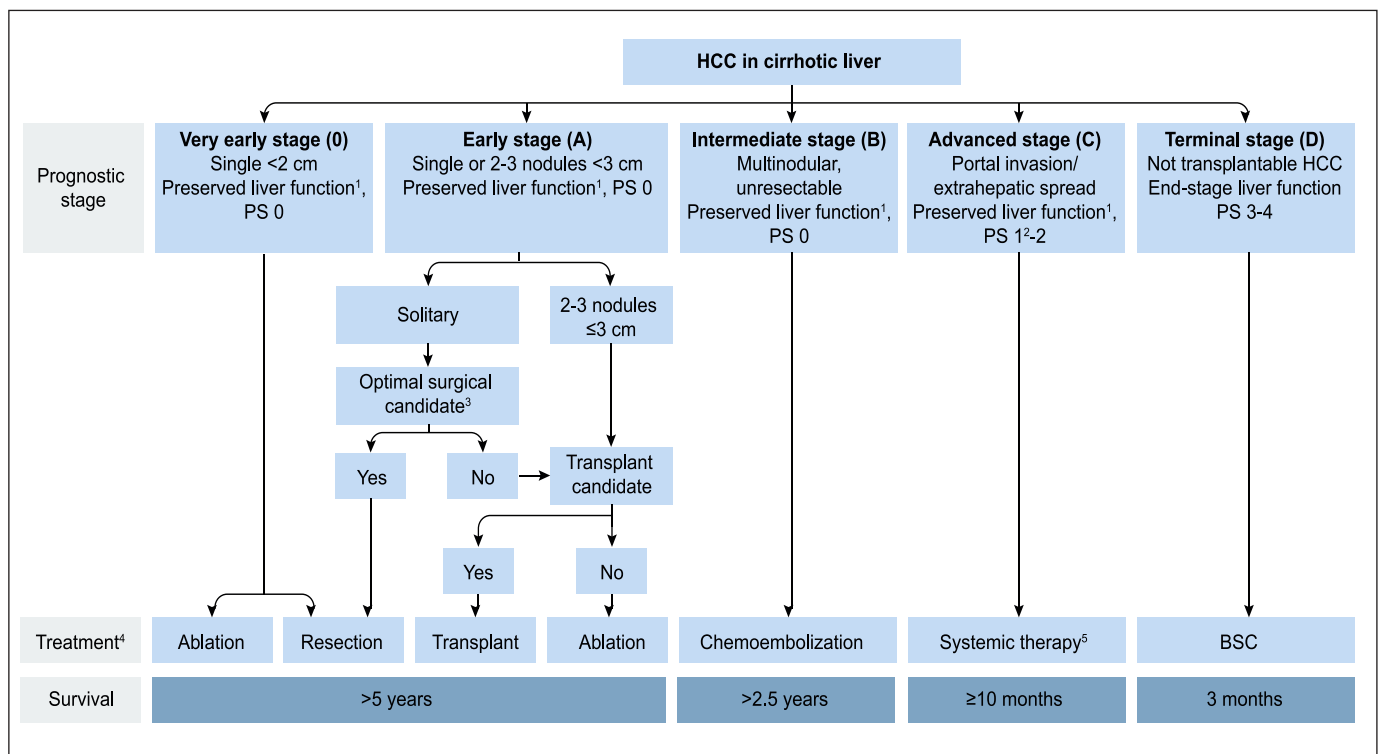 HCC in cirrhotic liver
Prognostic
stage
Very early stage (0)
Single <2 cm
Preserved liver function¹,
PS 0
Early stage (A)
Single or 2-3 nodules <3 cm
Preserved liver function¹, PS 0
Intermediate stage (B)
Multinodular,
unresectable
Preserved liver function¹,
PS 0
Advanced stage (C)
Portal invasion/
extrahepatic spread
Preserved liver function¹,
PS 1²-2
Terminal stage (D)
Not transplantable HCC
End-stage liver function
PS 3-4
Solitary
2-3 nodules
≤3 cm
Optimal surgical
candidate³
Yes
No
Transplant
candidate
Yes
No
Treatment⁴
Ablation
Resection
Transplant
Ablation
Chemoembolization
Systemic therapy⁵
BSC
Survival
>5 years
>2.5 years
≥10 months
3 months